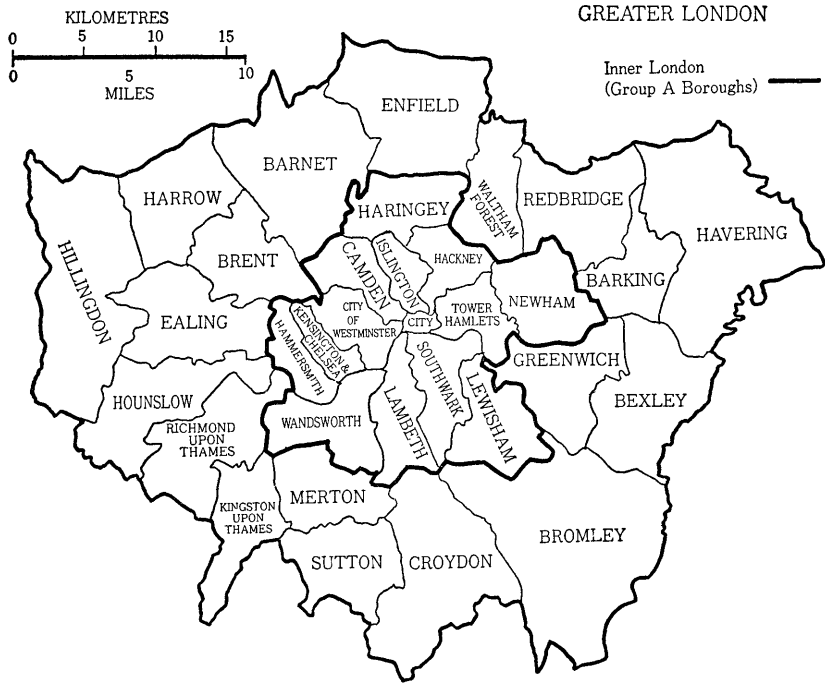 KILOMETRES
0 5 10 15
0 5 10
MILES
GREATER LONDON
Inner London
(Group A Boroughs)
ENFIELD
BARNET
HARROW
HARINGEY
WALTHAM
FOREST
REDBRIDGE
HAVERING
HILLINGDON
BRENT
CAMDEN
ISLINGTON
HACKNEY
BARKING
EALING
NEWHAM
CITY
OF
WESTMINSTER
CITY
TOWER
HAMLETS
KENSINGTON &
CHELSEA
HAMMERSMITH
GREENWICH
HOUNSLOW
BEXLEY
RICHMOND
UPON
THAMES
WANDSWORTH
LAMBETH
SOUTHWARK
LEWISHAM
KINGSTON
UPON
THAMES
MERTON
SUTTON
CROYDON
BROMLEY